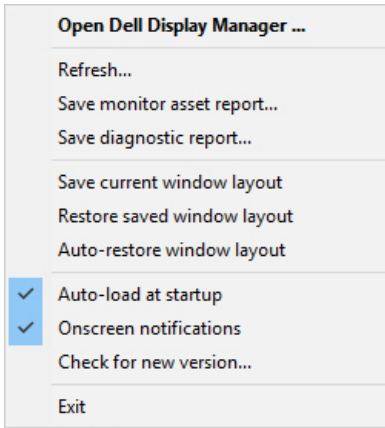 Open Dell Display Manager ...
Refresh...
Save monitor asset report...
Save diagnostic report...
Save current window layout
Restore saved window layout
Auto-restore window layout
Auto-load at startup
Onscreen notifications
Check for new version...
Exit